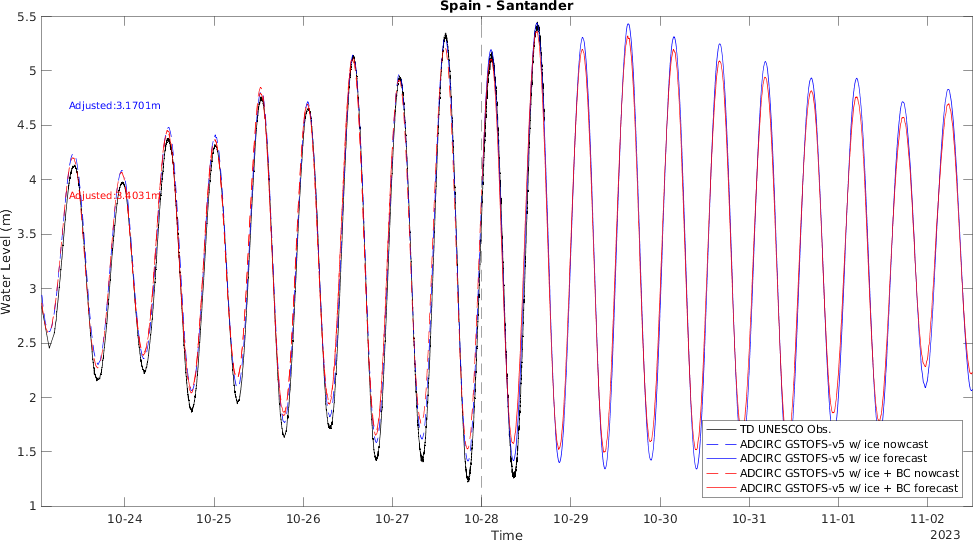 Spain - Santander
5.5
5
4.5
4
3.5
3
2.5
2
1.5
1
Water Level (m)
Adjusted:3.1701m
Adjusted:3.4031m
TD UNESCO Obs.
ADCIRC GSTOFS-v5 w/ ice nowcast
ADCIRC GSTOFS-v5 w/ ice forecast
ADCIRC GSTOFS-v5 w/ ice + BC nowcast
ADCIRC GSTOFS-v5 w/ ice + BC forecast
10-24 10-25 10-26 10-27 10-28 10-29 10-30 10-31 11-01 11-02
2023
Time